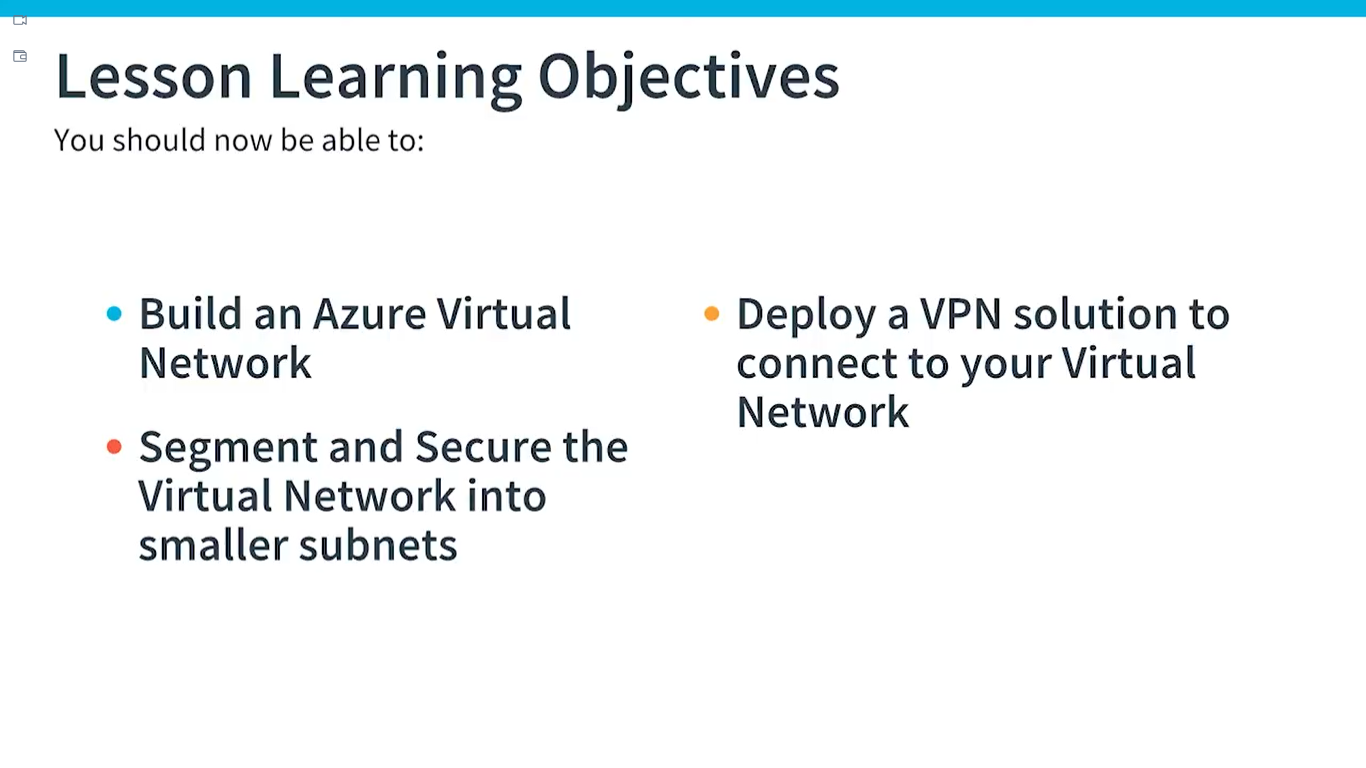 Lesson Learning Objectives
You should now be able to:
• Build an Azure Virtual
Network
• Segment and Secure the
Virtual Network into
smaller subnets
• Deploy a VPN solution to
connect to your Virtual
Network